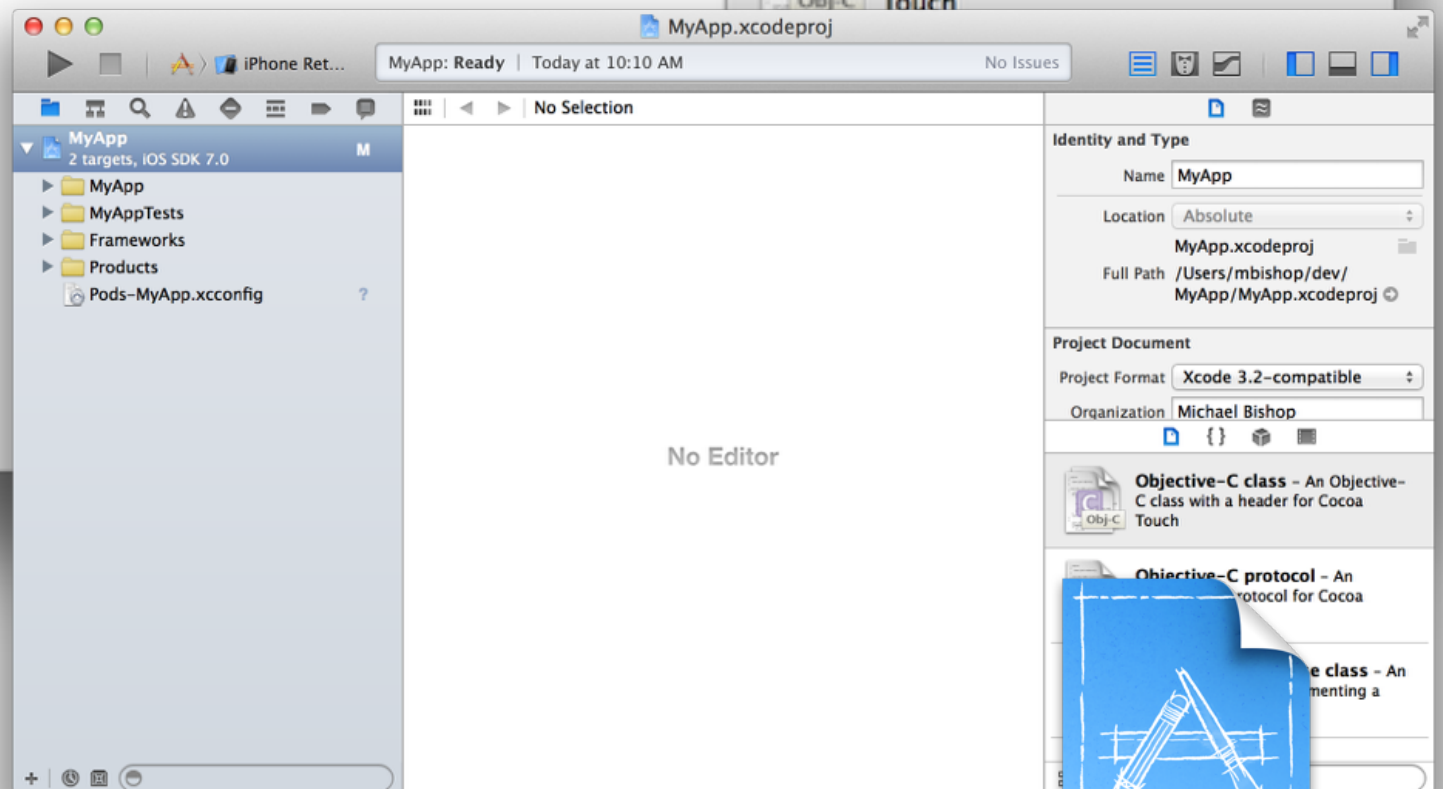 Obj-C Touch
MyApp.xcodeproj
iPhone Ret...
MyApp: Ready | Today at 10:10 AM
No Issues
No Selection
MyApp
2 targets, iOS SDK 7.0
M
MyApp
MyAppTests
Frameworks
Products
Pods-MyApp.xcconfig
?
No Editor
Identity and Type
Name MyApp
Location Absolute
MyApp.xcodeproj
Full Path /Users/mbishop/dev/
MyApp/MyApp.xcodeproj
Project Document
Project Format Xcode 3.2-compatible
Organization Michael Bishop
{ }
Objective-C class - An Objective-
C class with a header for Cocoa
Touch
C
Obj-C
Objective-C protocol - An
rotocol for Cocoa
e class - An
menting a